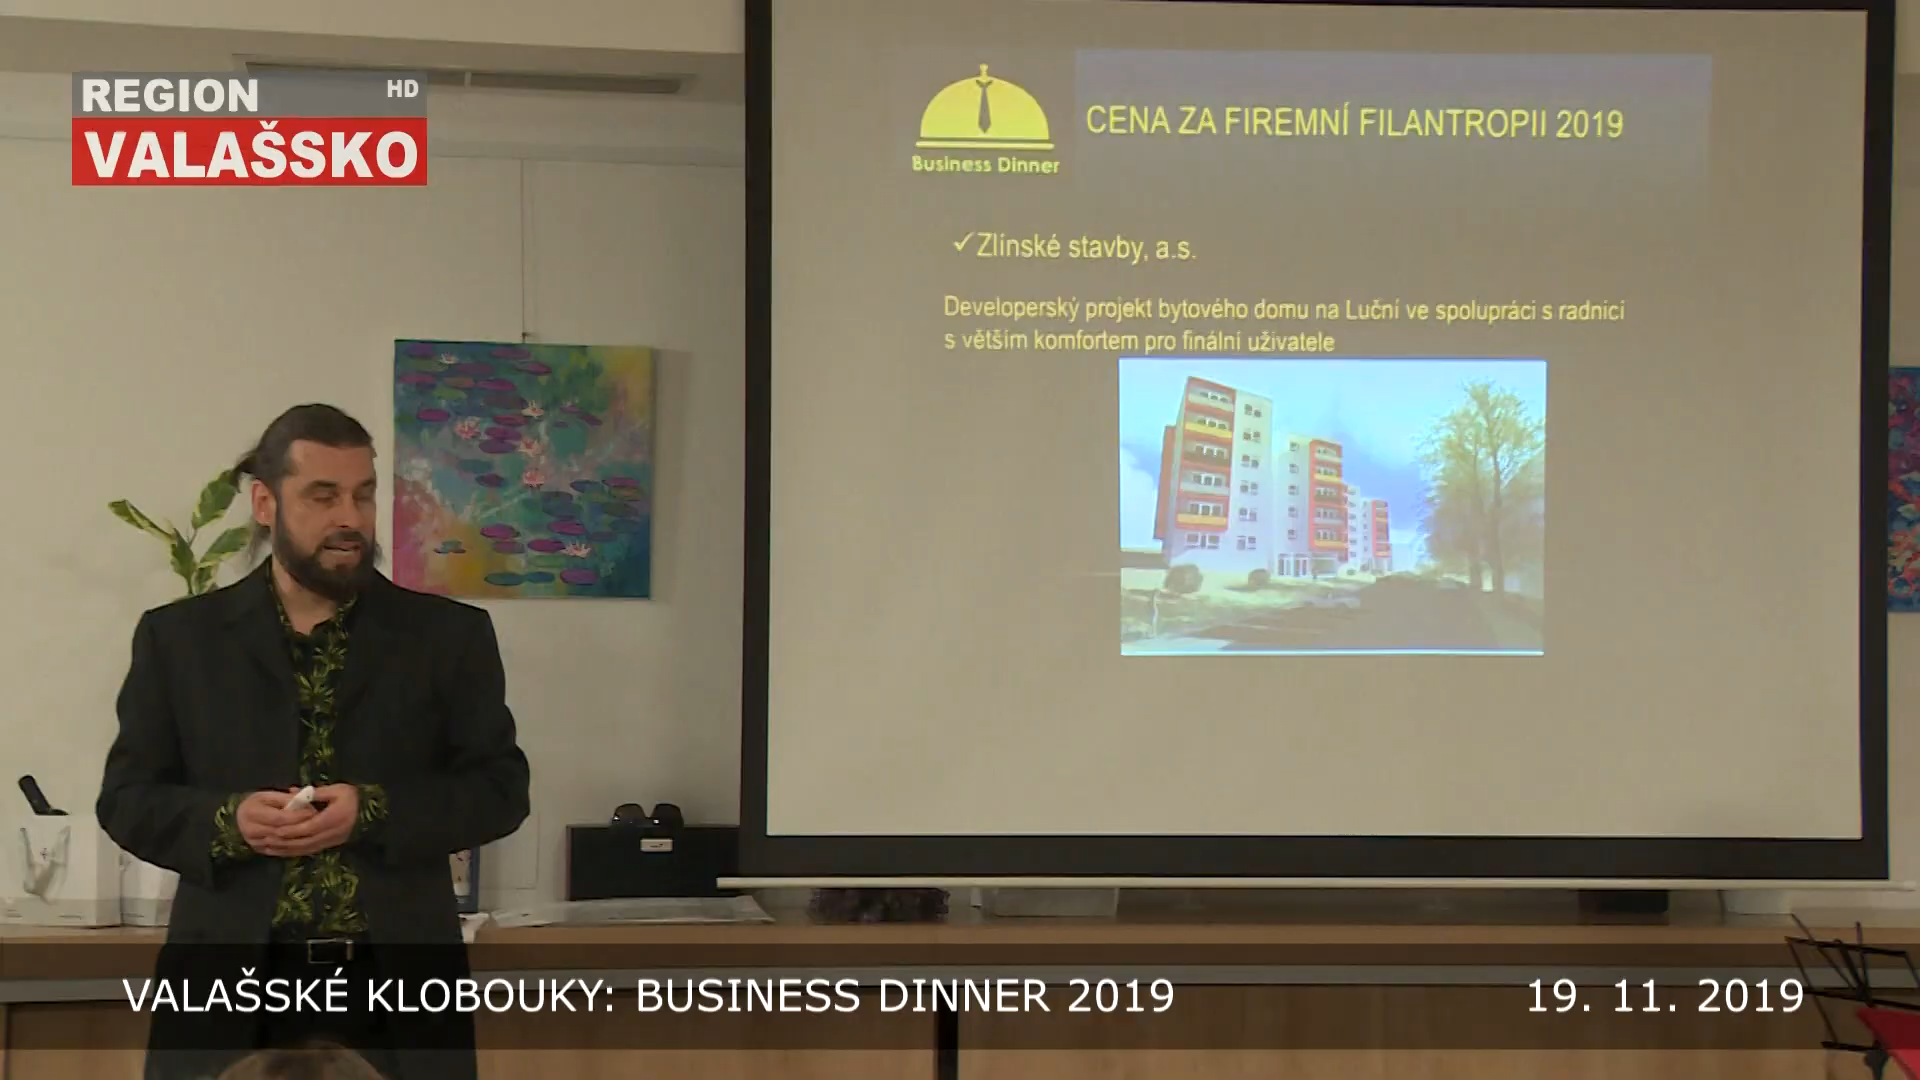 REGION HD
VALAŠSKO
Business Dinner
CENA ZA FIREMNÍ FILANTROPII 2019
✓Zlínské stavby, a.s.
Developerský projekt bytového domu na Luční ve spolupráci s radnicí
s větším komfortem pro finální uživatele
VALAŠSKÉ KLOBOUKY: BUSINESS DINNER 2019
19. 11. 2019